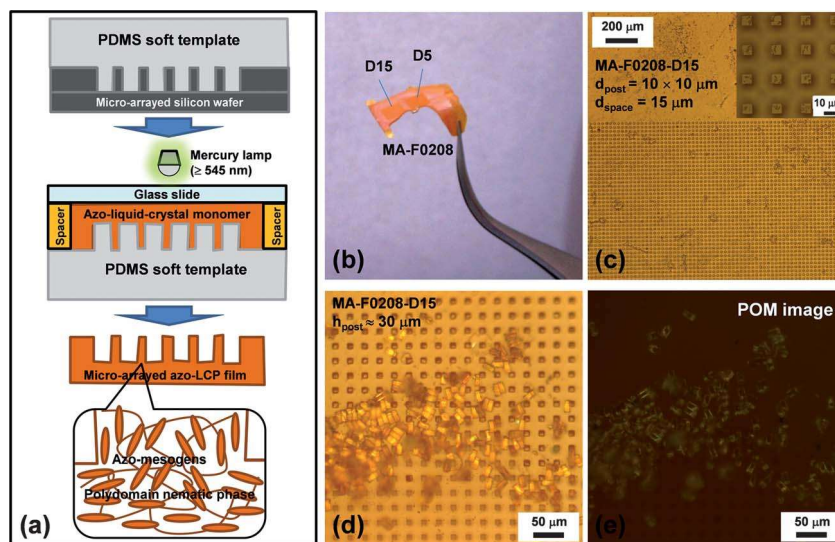 (a)
PDMS soft template
Micro-arrayed silicon wafer
Mercury lamp
(≥ 545 nm)
Glass slide
Spacer
Azo-liquid-crystal monomer
Spacer
PDMS soft template
Micro-arrayed azo-LCP film
Azo-mesogens
Polydomain nematic phase
(b)
D15
D5
MA-F0208
(c)
200 μm
MA-F0208-D15
d_post = 10 × 10 μm
d_space = 15 μm
10 μ
(d)
MA-F0208-D15
h_post ≈ 30 μm
50 μm
(e)
POM image
50 μm